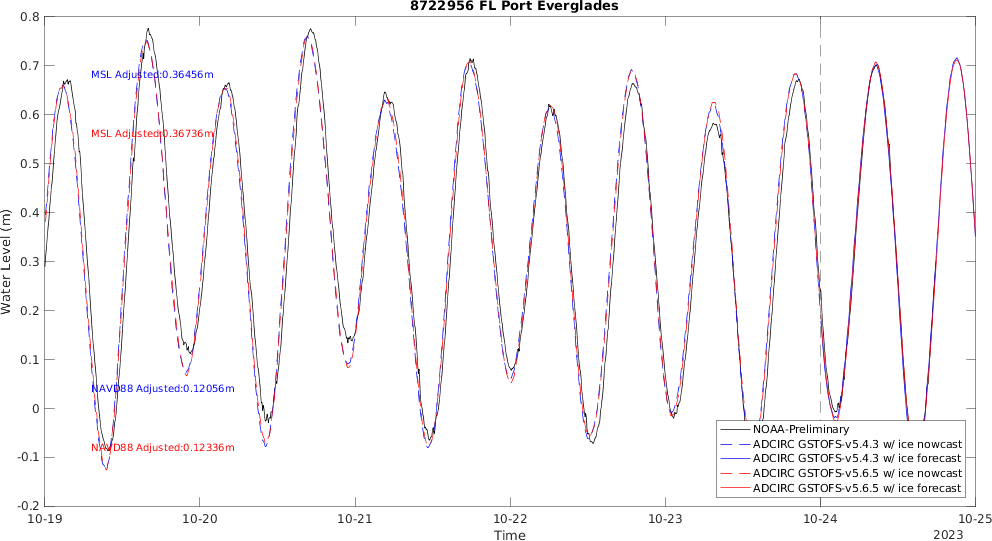 8722956 FL Port Everglades
0.8
0.7
0.6
0.5
0.4
0.3
0.2
0.1
0
-0.1
-0.2
Water Level (m)
MSL Adjusted:0.36456m
MSL Adjusted:0.36736m
NAVD88 Adjusted:0.12056m
NAVD88 Adjusted:0.12336m
NOAA-Preliminary
ADCIRC GSTOFS-v5.4.3 w/ ice nowcast
ADCIRC GSTOFS-v5.4.3 w/ ice forecast
ADCIRC GSTOFS-v5.6.5 w/ ice nowcast
ADCIRC GSTOFS-v5.6.5 w/ ice forecast
10-19 10-20 10-21 10-22 10-23 10-24 10-25
Time
2023